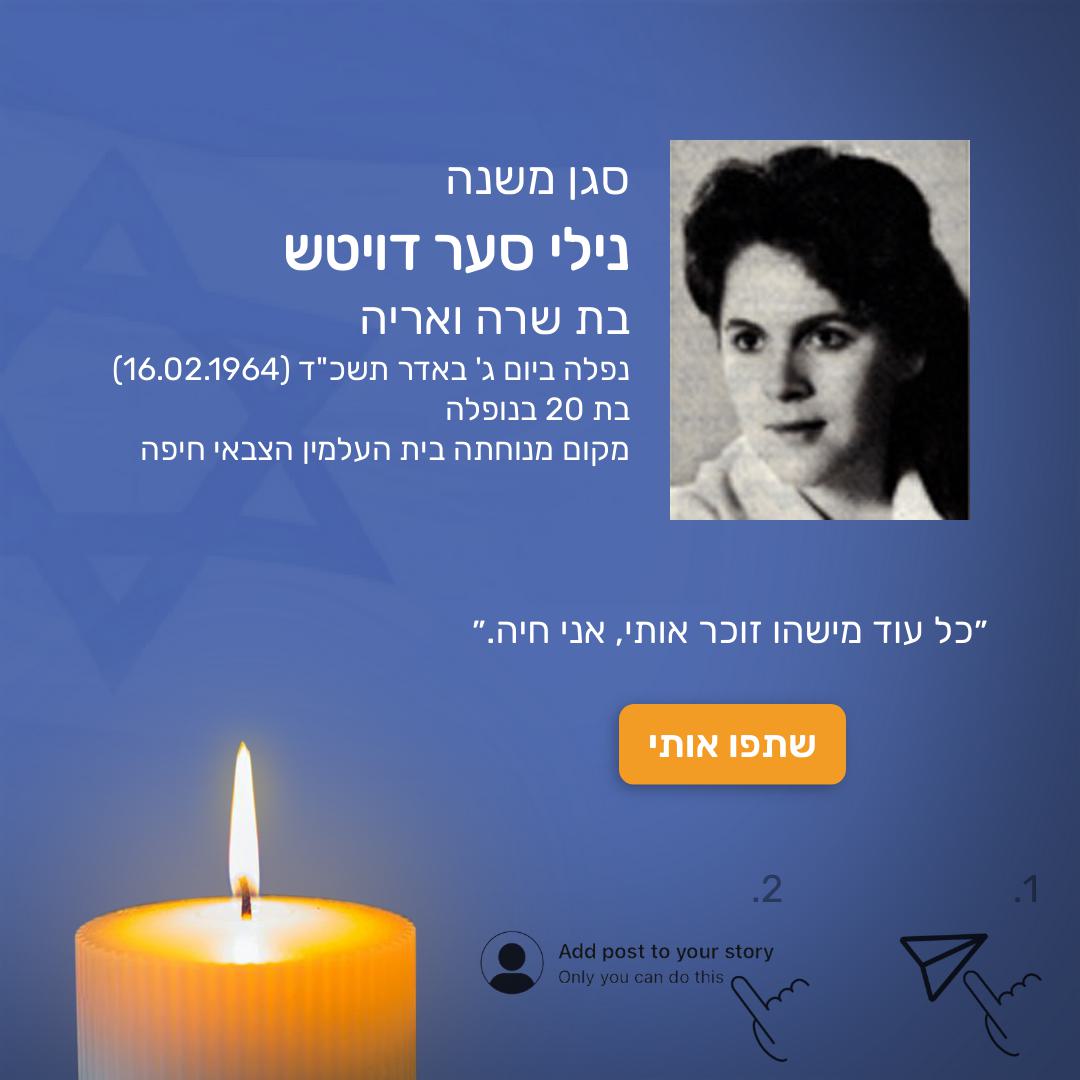 סגן משנה
נילי סער דויטש
בת שרה ואריה
נפלה ביום ג' באדר תשכ"ד (16.02.1964)
בת 20 בנופלה
מקום מנוחתה בית העלמין הצבאי חיפה
״כל עוד מישהו זוכר אותי, אני חיה.״
שתפו אותי
1.
2.
Add post to your story
Only you can do this